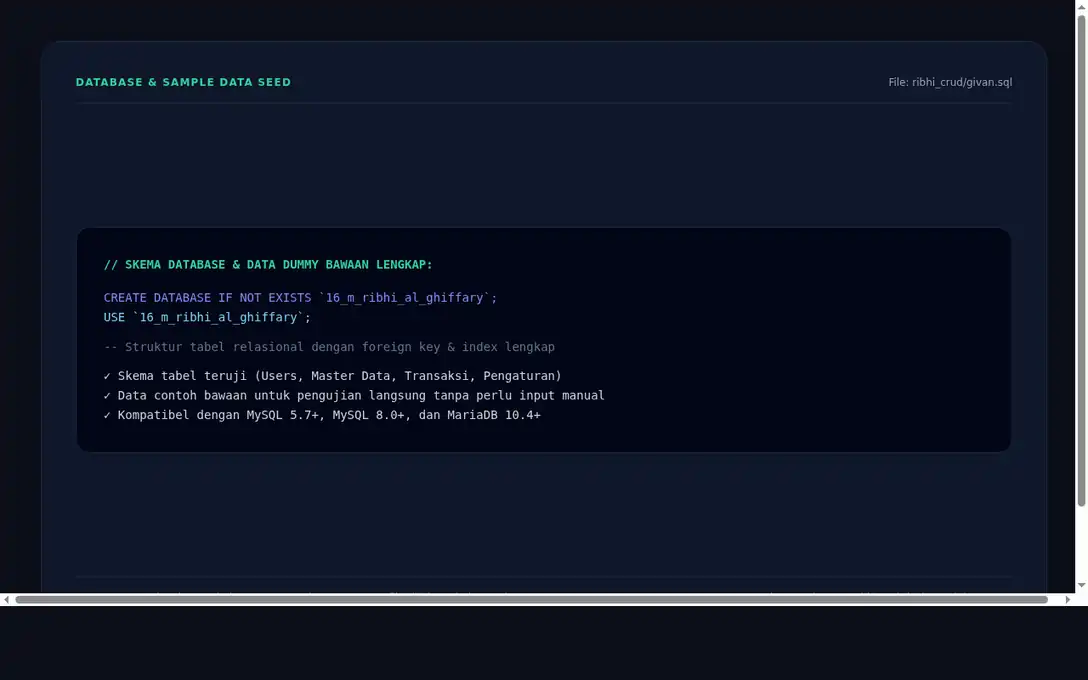 DATABASE & SAMPLE DATA SEED
File: ribhi_crud/givan.sql
// SKEMA DATABASE & DATA DUMMY BAWAAN LENGKAP:
CREATE DATABASE IF NOT EXISTS `16_m_ribhi_al_ghiffary`;
USE `16_m_ribhi_al_ghiffary`;
-- Struktur tabel relasional dengan foreign key & index lengkap
✓ Skema tabel teruji (Users, Master Data, Transaksi, Pengaturan)
✓ Data contoh bawaan untuk pengujian langsung tanpa perlu input manual
✓ Kompatibel dengan MySQL 5.7+, MySQL 8.0+, dan MariaDB 10.4+